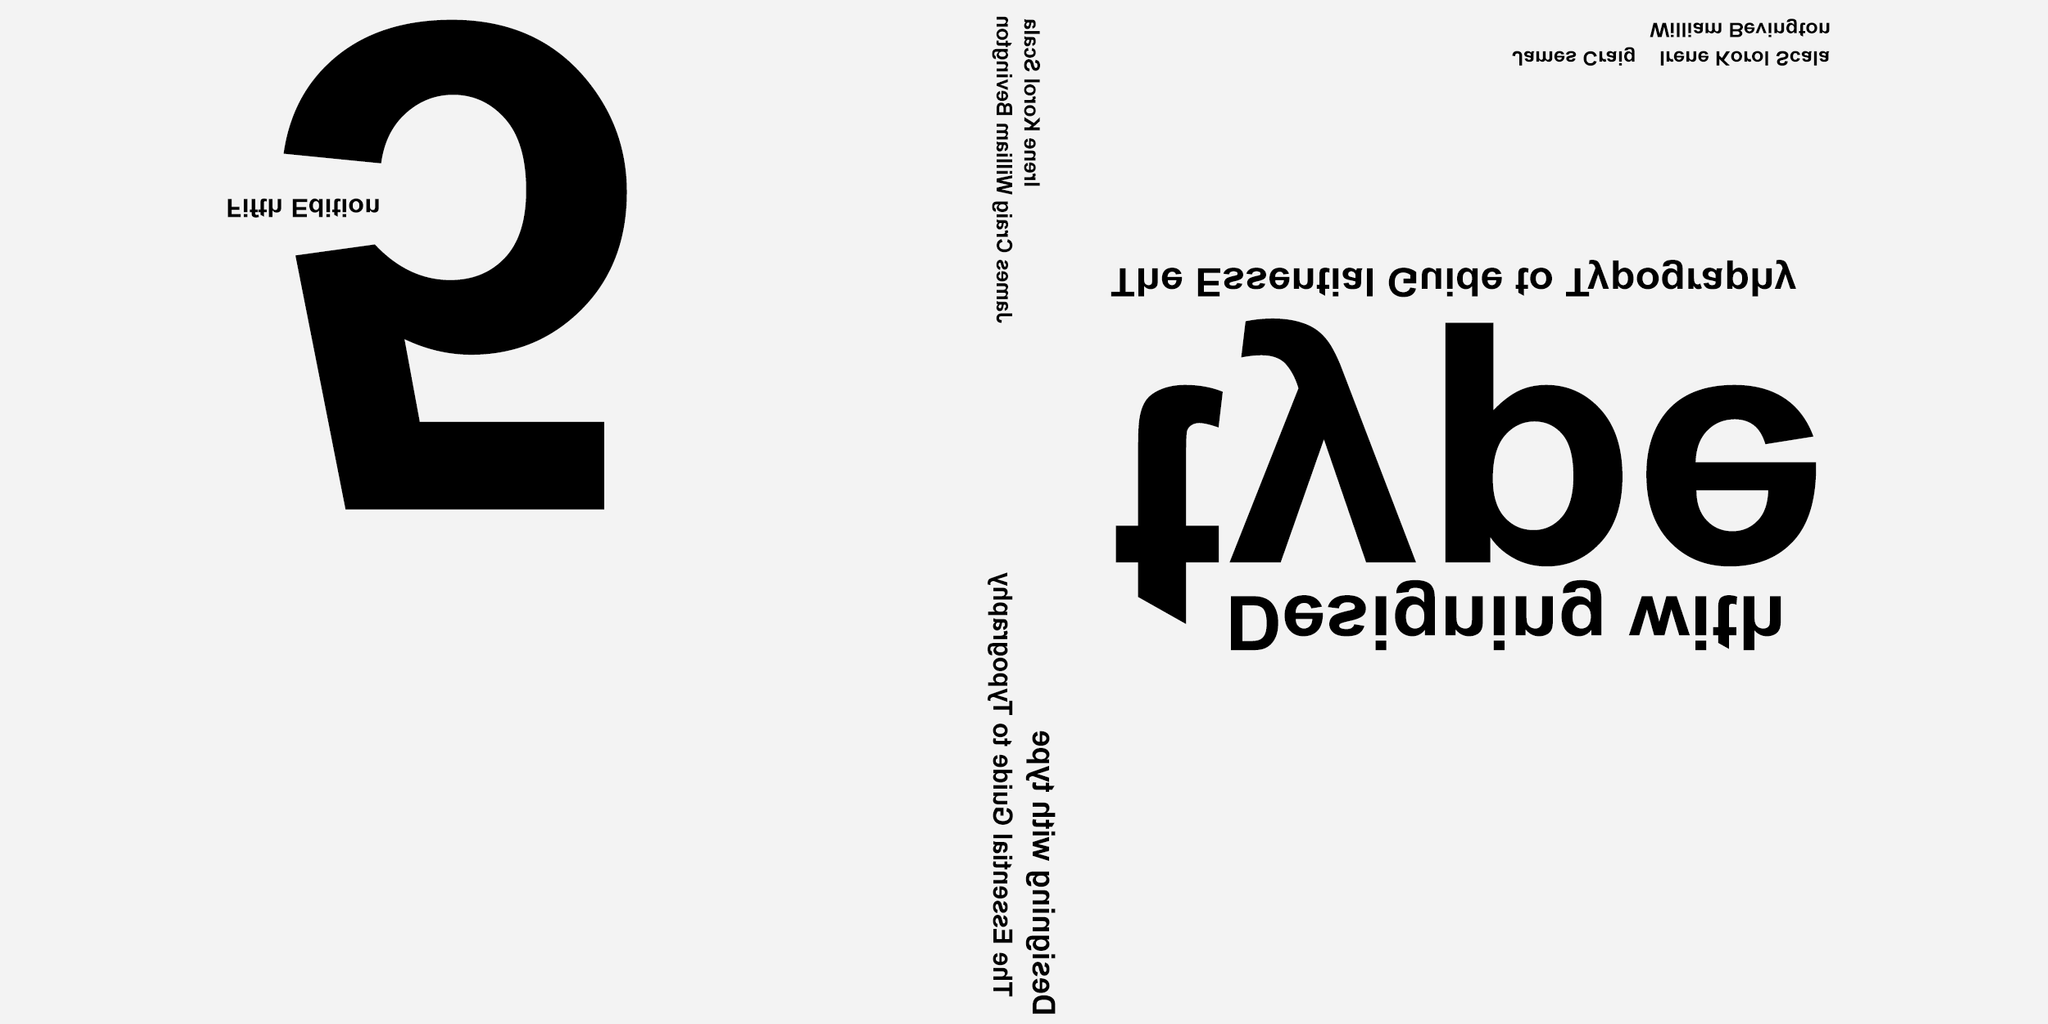 5
Fifth Edition
James Craig William Bevington
Irene Korol Scala
The Essential Guide to Typography
Designing with type
Designing with
type
The Essential Guide to Typography
James Craig Irene Korol Scala
William Bevington